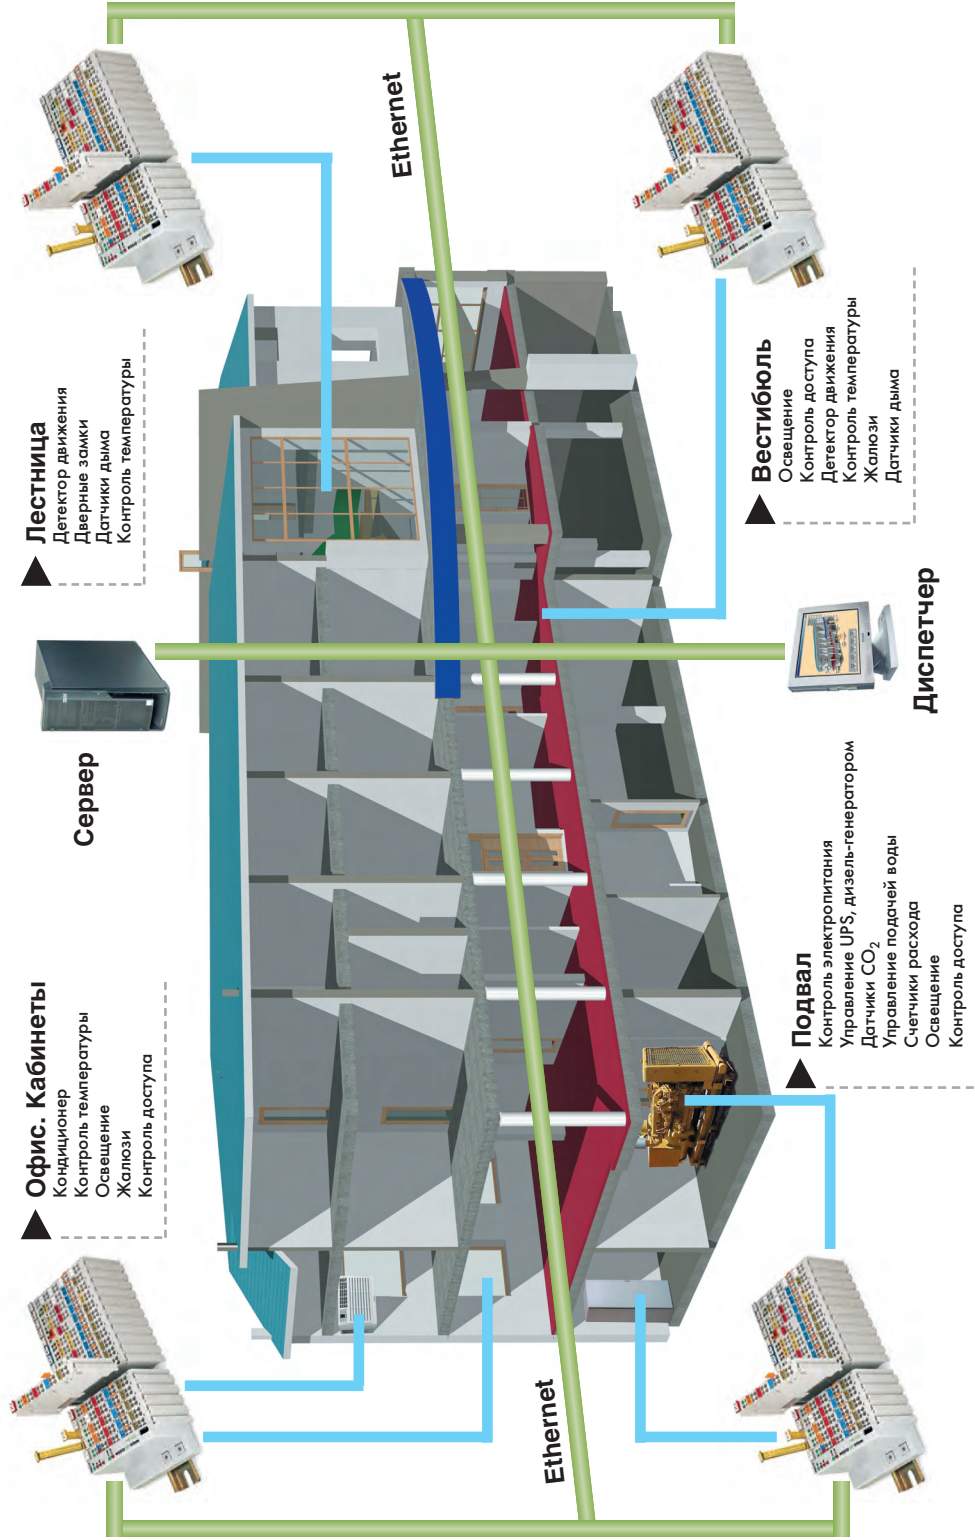 Офис. Кабинеты
Кондиционер
Контроль температуры
Освещение
Жалюзи
Контроль доступа
Сервер
Лестница
Детектор движения
Дверные замки
Датчики дыма
Контроль температуры
Ethernet
Ethernet
Подвал
Контроль электропитания
Управление UPS, дизель-генератором
Датчики CO₂
Управление подачей воды
Счетчики расхода
Освещение
Контроль доступа
Диспетчер
Вестибюль
Освещение
Контроль доступа
Детектор движения
Контроль температуры
Жалюзи
Датчики дыма